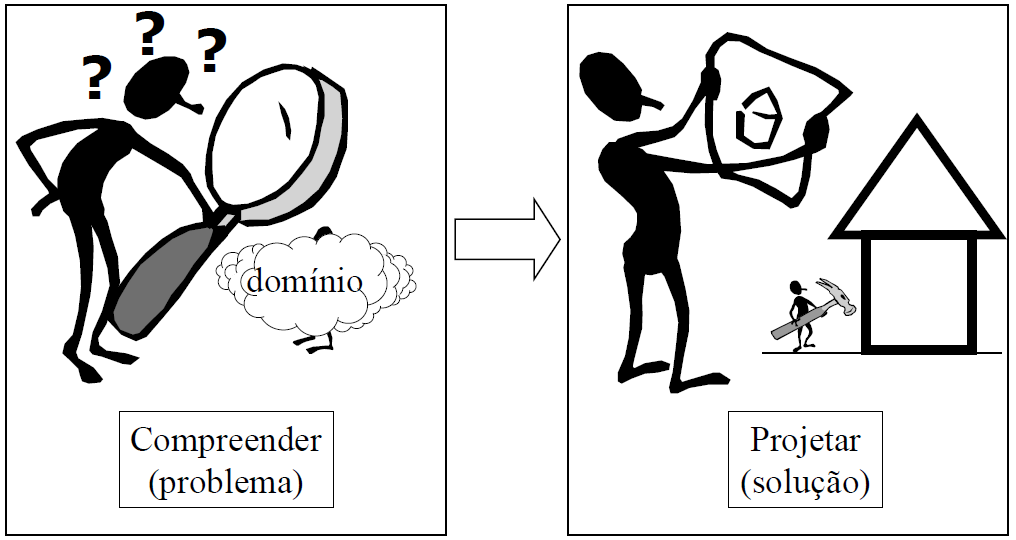 ? ? ?
domínio
Compreender
(problema)
Projetar
(solução)